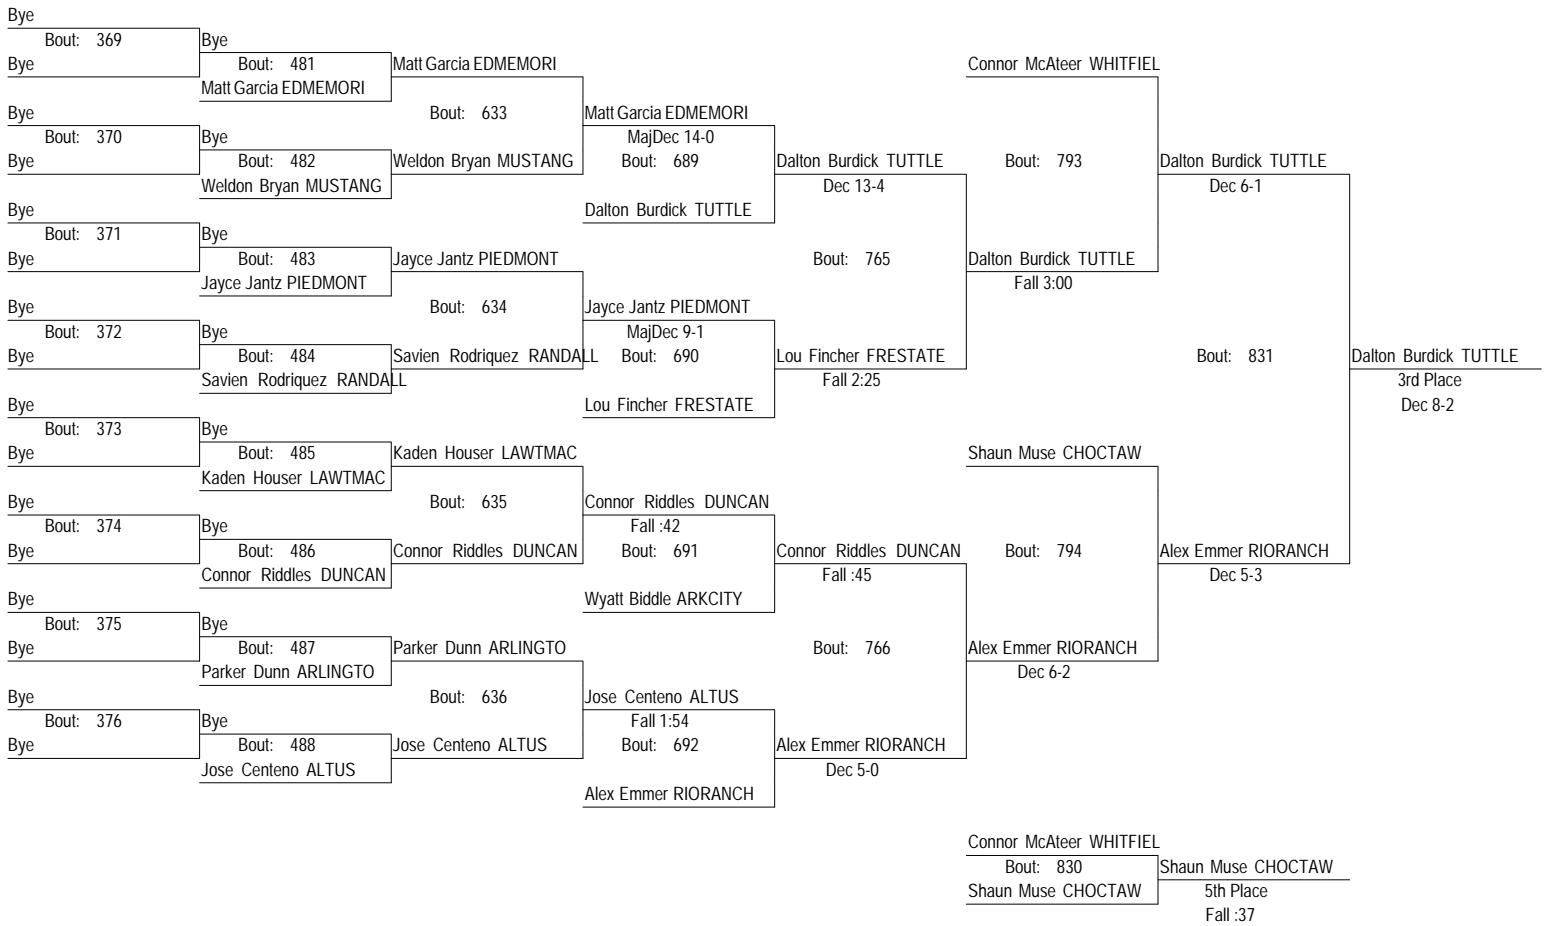 Bye
Bout: 369
Bye
Bye
Bout: 481
Matt Garcia EDMEMORI
Matt Garcia EDMEMORI
Connor McAteer WHITFIEL
Bye
Bout: 370
Bye
Bye
Bout: 482
Weldon Bryan MUSTANG
Bout: 633
Weldon Bryan MUSTANG
Matt Garcia EDMEMORI
MajDec 14-0
Bout: 689
Dalton Burdick TUTTLE
Dalton Burdick TUTTLE
Dec 13-4
Bout: 793
Dalton Burdick TUTTLE
Dec 6-1
Bye
Bout: 371
Bye
Bye
Bout: 483
Jayce Jantz PIEDMONT
Jayce Jantz PIEDMONT
Bout: 765
Dalton Burdick TUTTLE
Fall 3:00
Bye
Bout: 372
Bye
Bye
Bout: 484
Savien Rodriquez RANDALL
Bout: 634
Savien Rodriquez RANDALL
Jayce Jantz PIEDMONT
MajDec 9-1
Bout: 690
Lou Fincher FRESTATE
Lou Fincher FRESTATE
Fall 2:25
Bout: 831
Dalton Burdick TUTTLE
3rd Place
Dec 8-2
Bye
Bout: 373
Bye
Bye
Bout: 485
Kaden Houser LAWTMAC
Kaden Houser LAWTMAC
Shaun Muse CHOCTAW
Bye
Bout: 374
Bye
Bye
Bout: 486
Connor Riddles DUNCAN
Bout: 635
Connor Riddles DUNCAN
Connor Riddles DUNCAN
Fall :42
Bout: 691
Wyatt Biddle ARKCITY
Connor Riddles DUNCAN
Fall :45
Bout: 794
Alex Emmer RIORANCH
Dec 5-3
Bye
Bout: 375
Bye
Bye
Bout: 487
Parker Dunn ARLINGTO
Parker Dunn ARLINGTO
Bout: 766
Alex Emmer RIORANCH
Dec 6-2
Bye
Bout: 376
Bye
Bye
Bout: 488
Jose Centeno ALTUS
Bout: 636
Jose Centeno ALTUS
Jose Centeno ALTUS
Fall 1:54
Bout: 692
Alex Emmer RIORANCH
Alex Emmer RIORANCH
Dec 5-0
Connor McAteer WHITFIEL
Bout: 830
Shaun Muse CHOCTAW
Shaun Muse CHOCTAW
5th Place
Fall :37